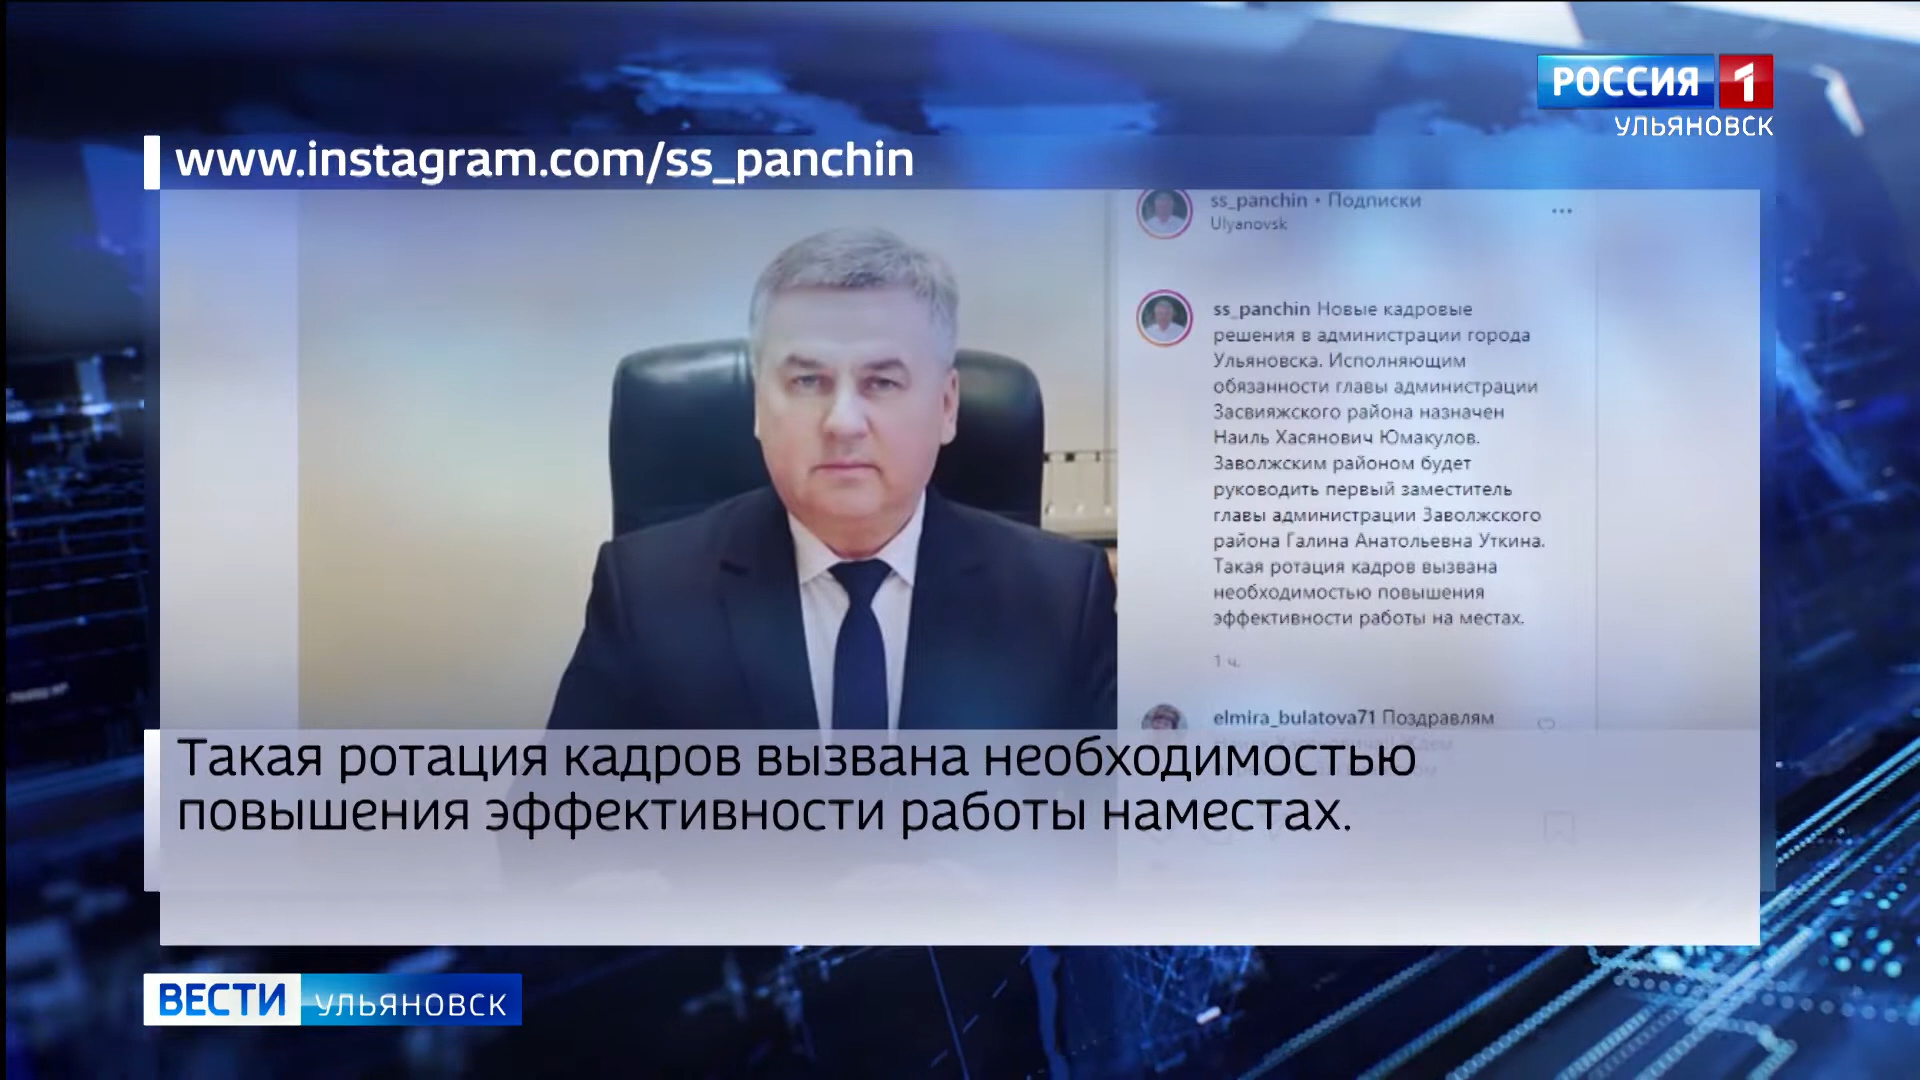 РОССИЯ 1
УЛЬЯНОВСК
www.instagram.com/ss_panchin
ss_panchin • Подписки
Ulyanovsk
ss_panchin Новые кадровые
решения в администрации города
Ульяновска. Исполняющим
обязанности главы администрации
Засвияжского района назначен
Наиль Хасянович Юмакулов.
Заволжским районом будет
руководить первый заместитель
главы администрации Заволжского
района Галина Анатольевна Уткина.
Такая ротация кадров вызвана
необходимостью повышения
эффективности работы на местах.
1 ч.
elmira_bulatova71 Поздравлям
Такая ротация кадров вызвана необходимостью
повышения эффективности работы наместах.
ВЕСТИ УЛЬЯНОВСК